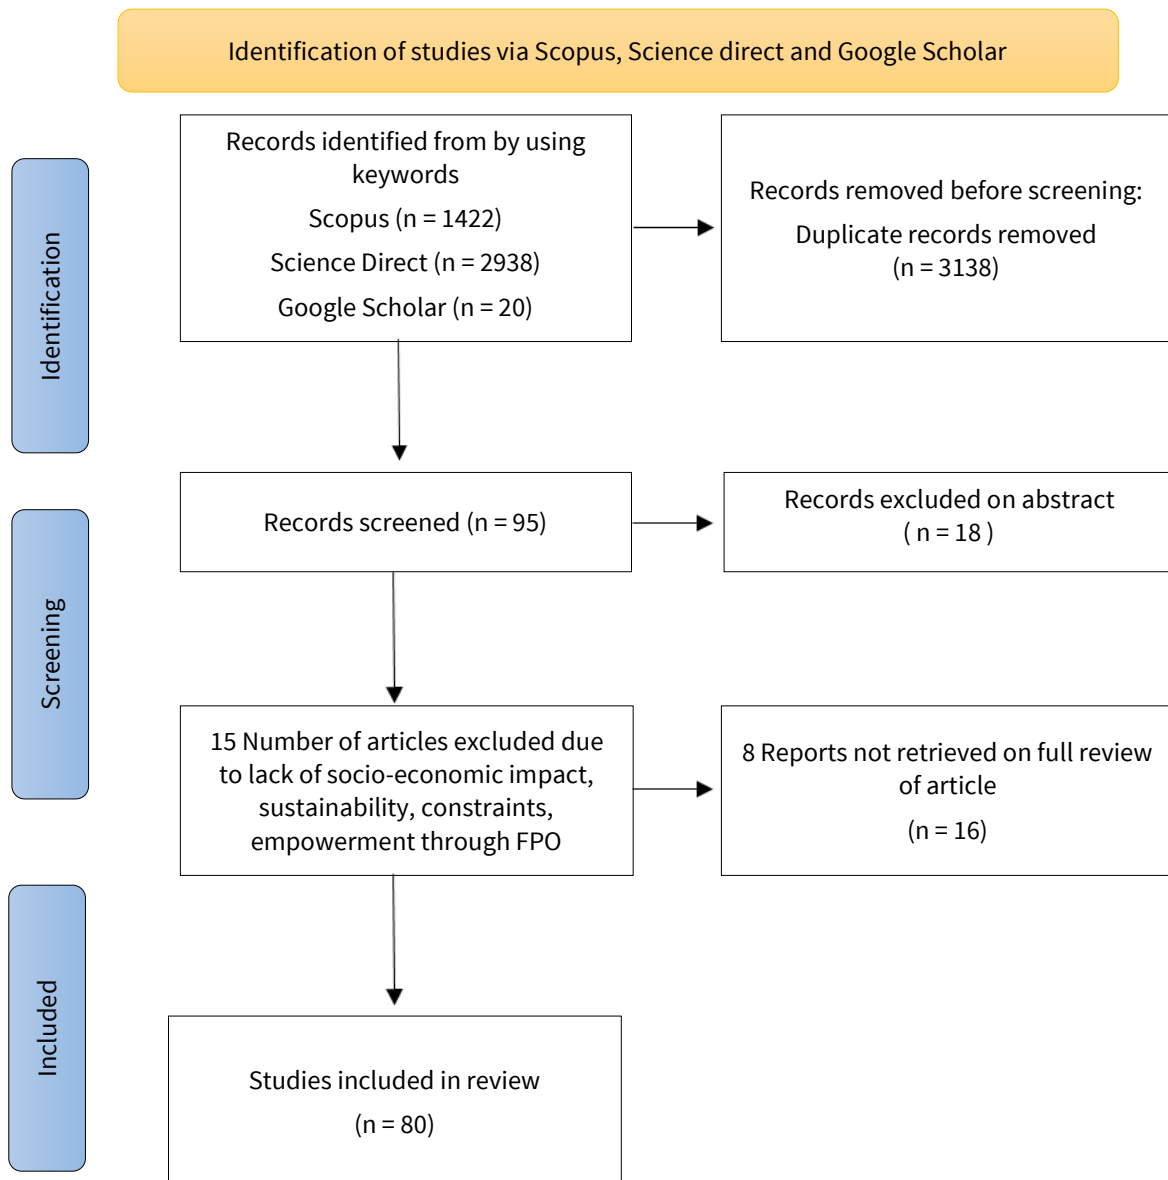 Identification of studies via Scopus, Science direct and Google Scholar
Identification
Records identified from by using
keywords
Scopus (n = 1422)
Science Direct (n = 2938)
Google Scholar (n = 20)
Records removed before screening:
Duplicate records removed
(n = 3138)
Screening
Records screened (n = 95)
Records excluded on abstract
( n = 18 )
15 Number of articles excluded due
to lack of socio-economic impact,
sustainability, constraints,
empowerment through FPO
8 Reports not retrieved on full review
of article
(n = 16)
Included
Studies included in review
(n = 80)